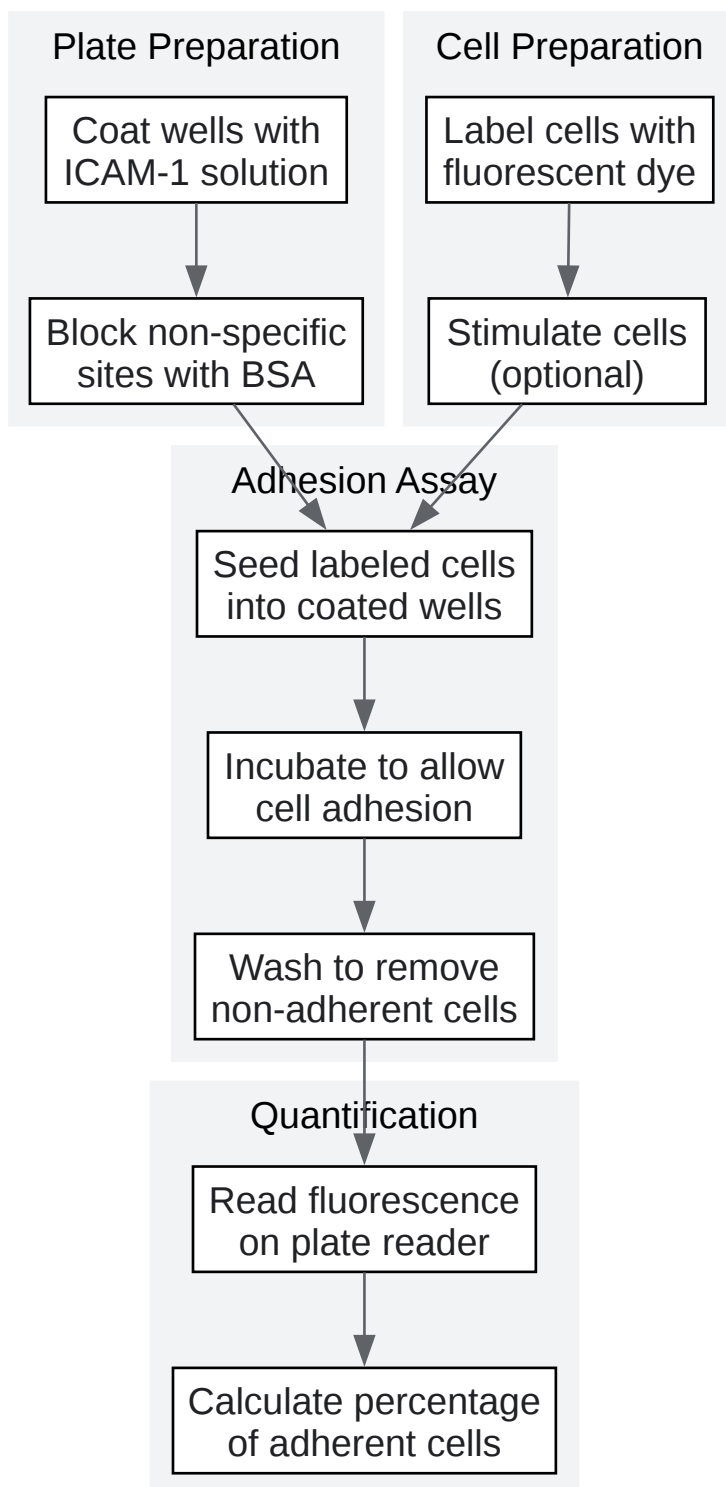 Plate Preparation
Coat wells with
ICAM-1 solution
Block non-specific
sites with BSA
Cell Preparation
Label cells with
fluorescent dye
Stimulate cells
(optional)
Adhesion Assay
Seed labeled cells
into coated wells
Incubate to allow
cell adhesion
Wash to remove
non-adherent cells
Quantification
Read fluorescence
on plate reader
Calculate percentage
of adherent cells